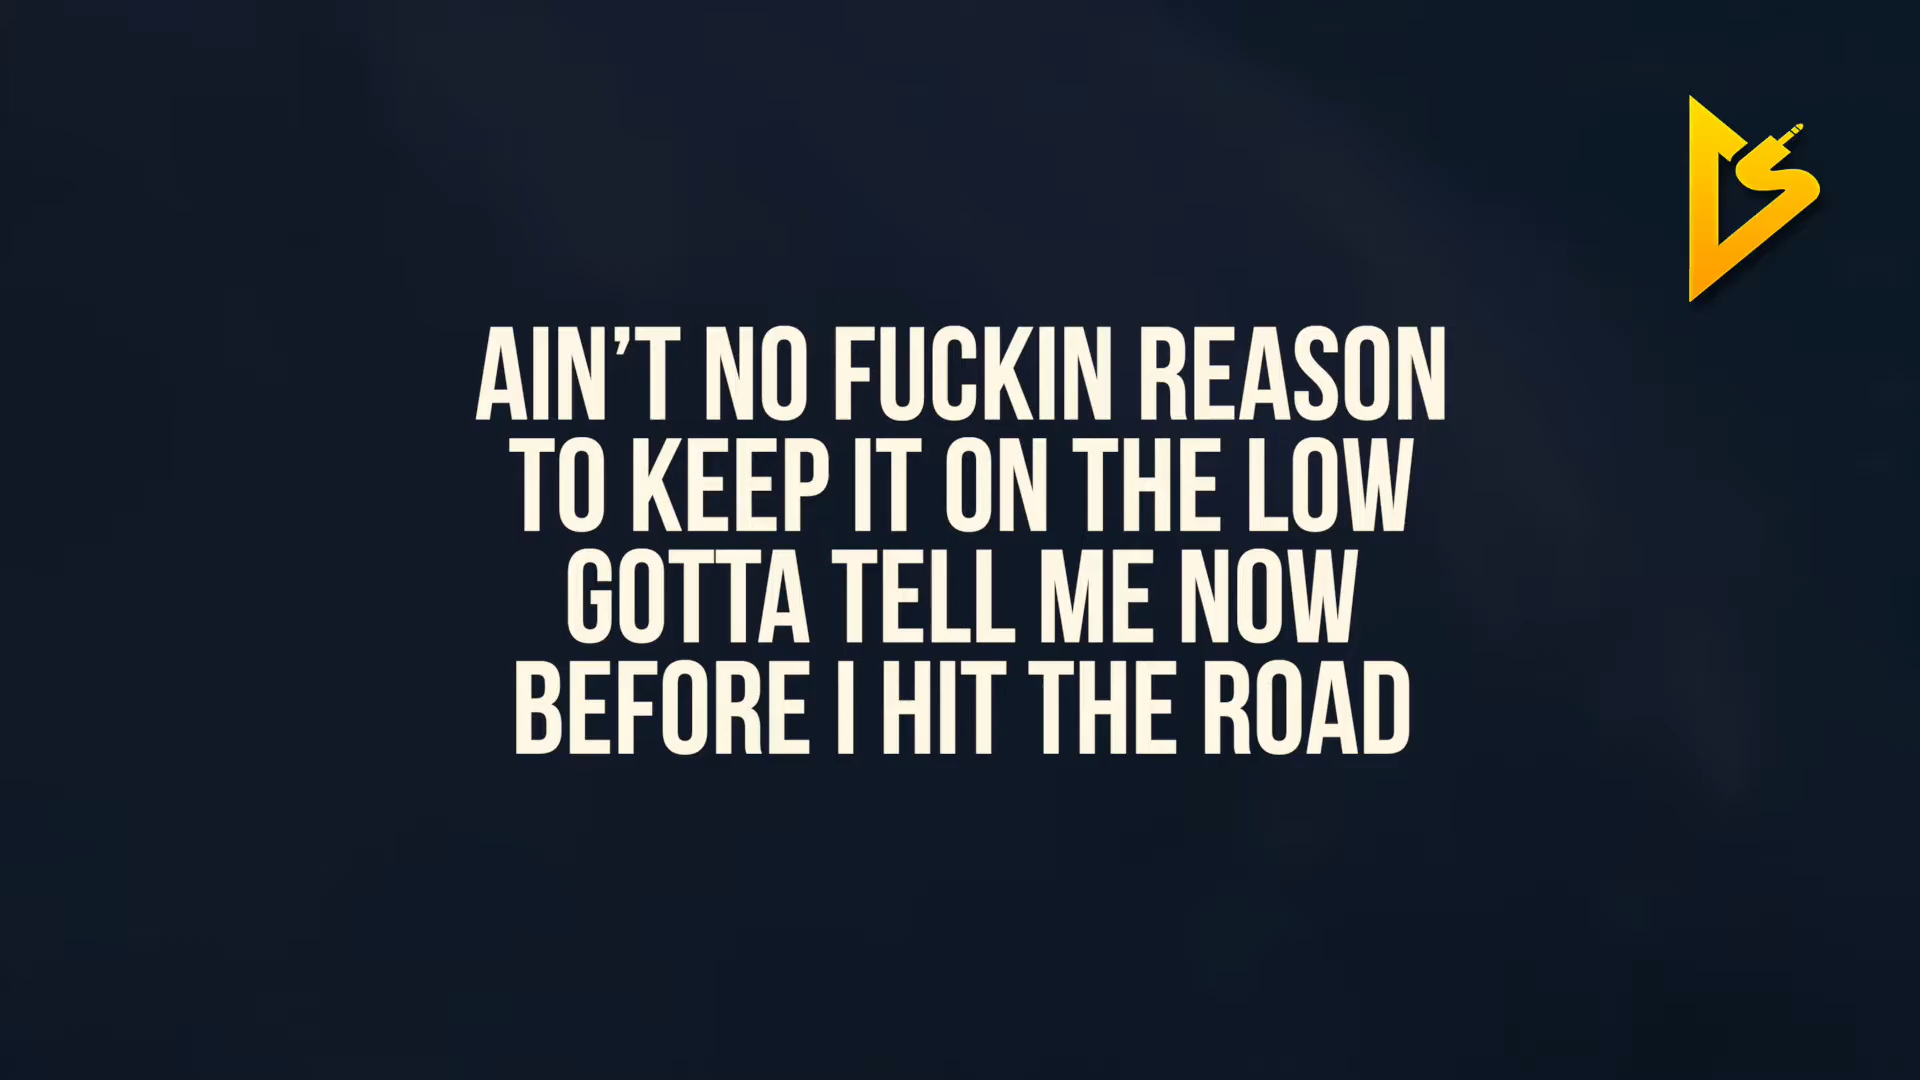 AIN'T NO FUCKIN REASON
TO KEEP IT ON THE LOW
GOTTA TELL ME NOW
BEFORE I HIT THE ROAD